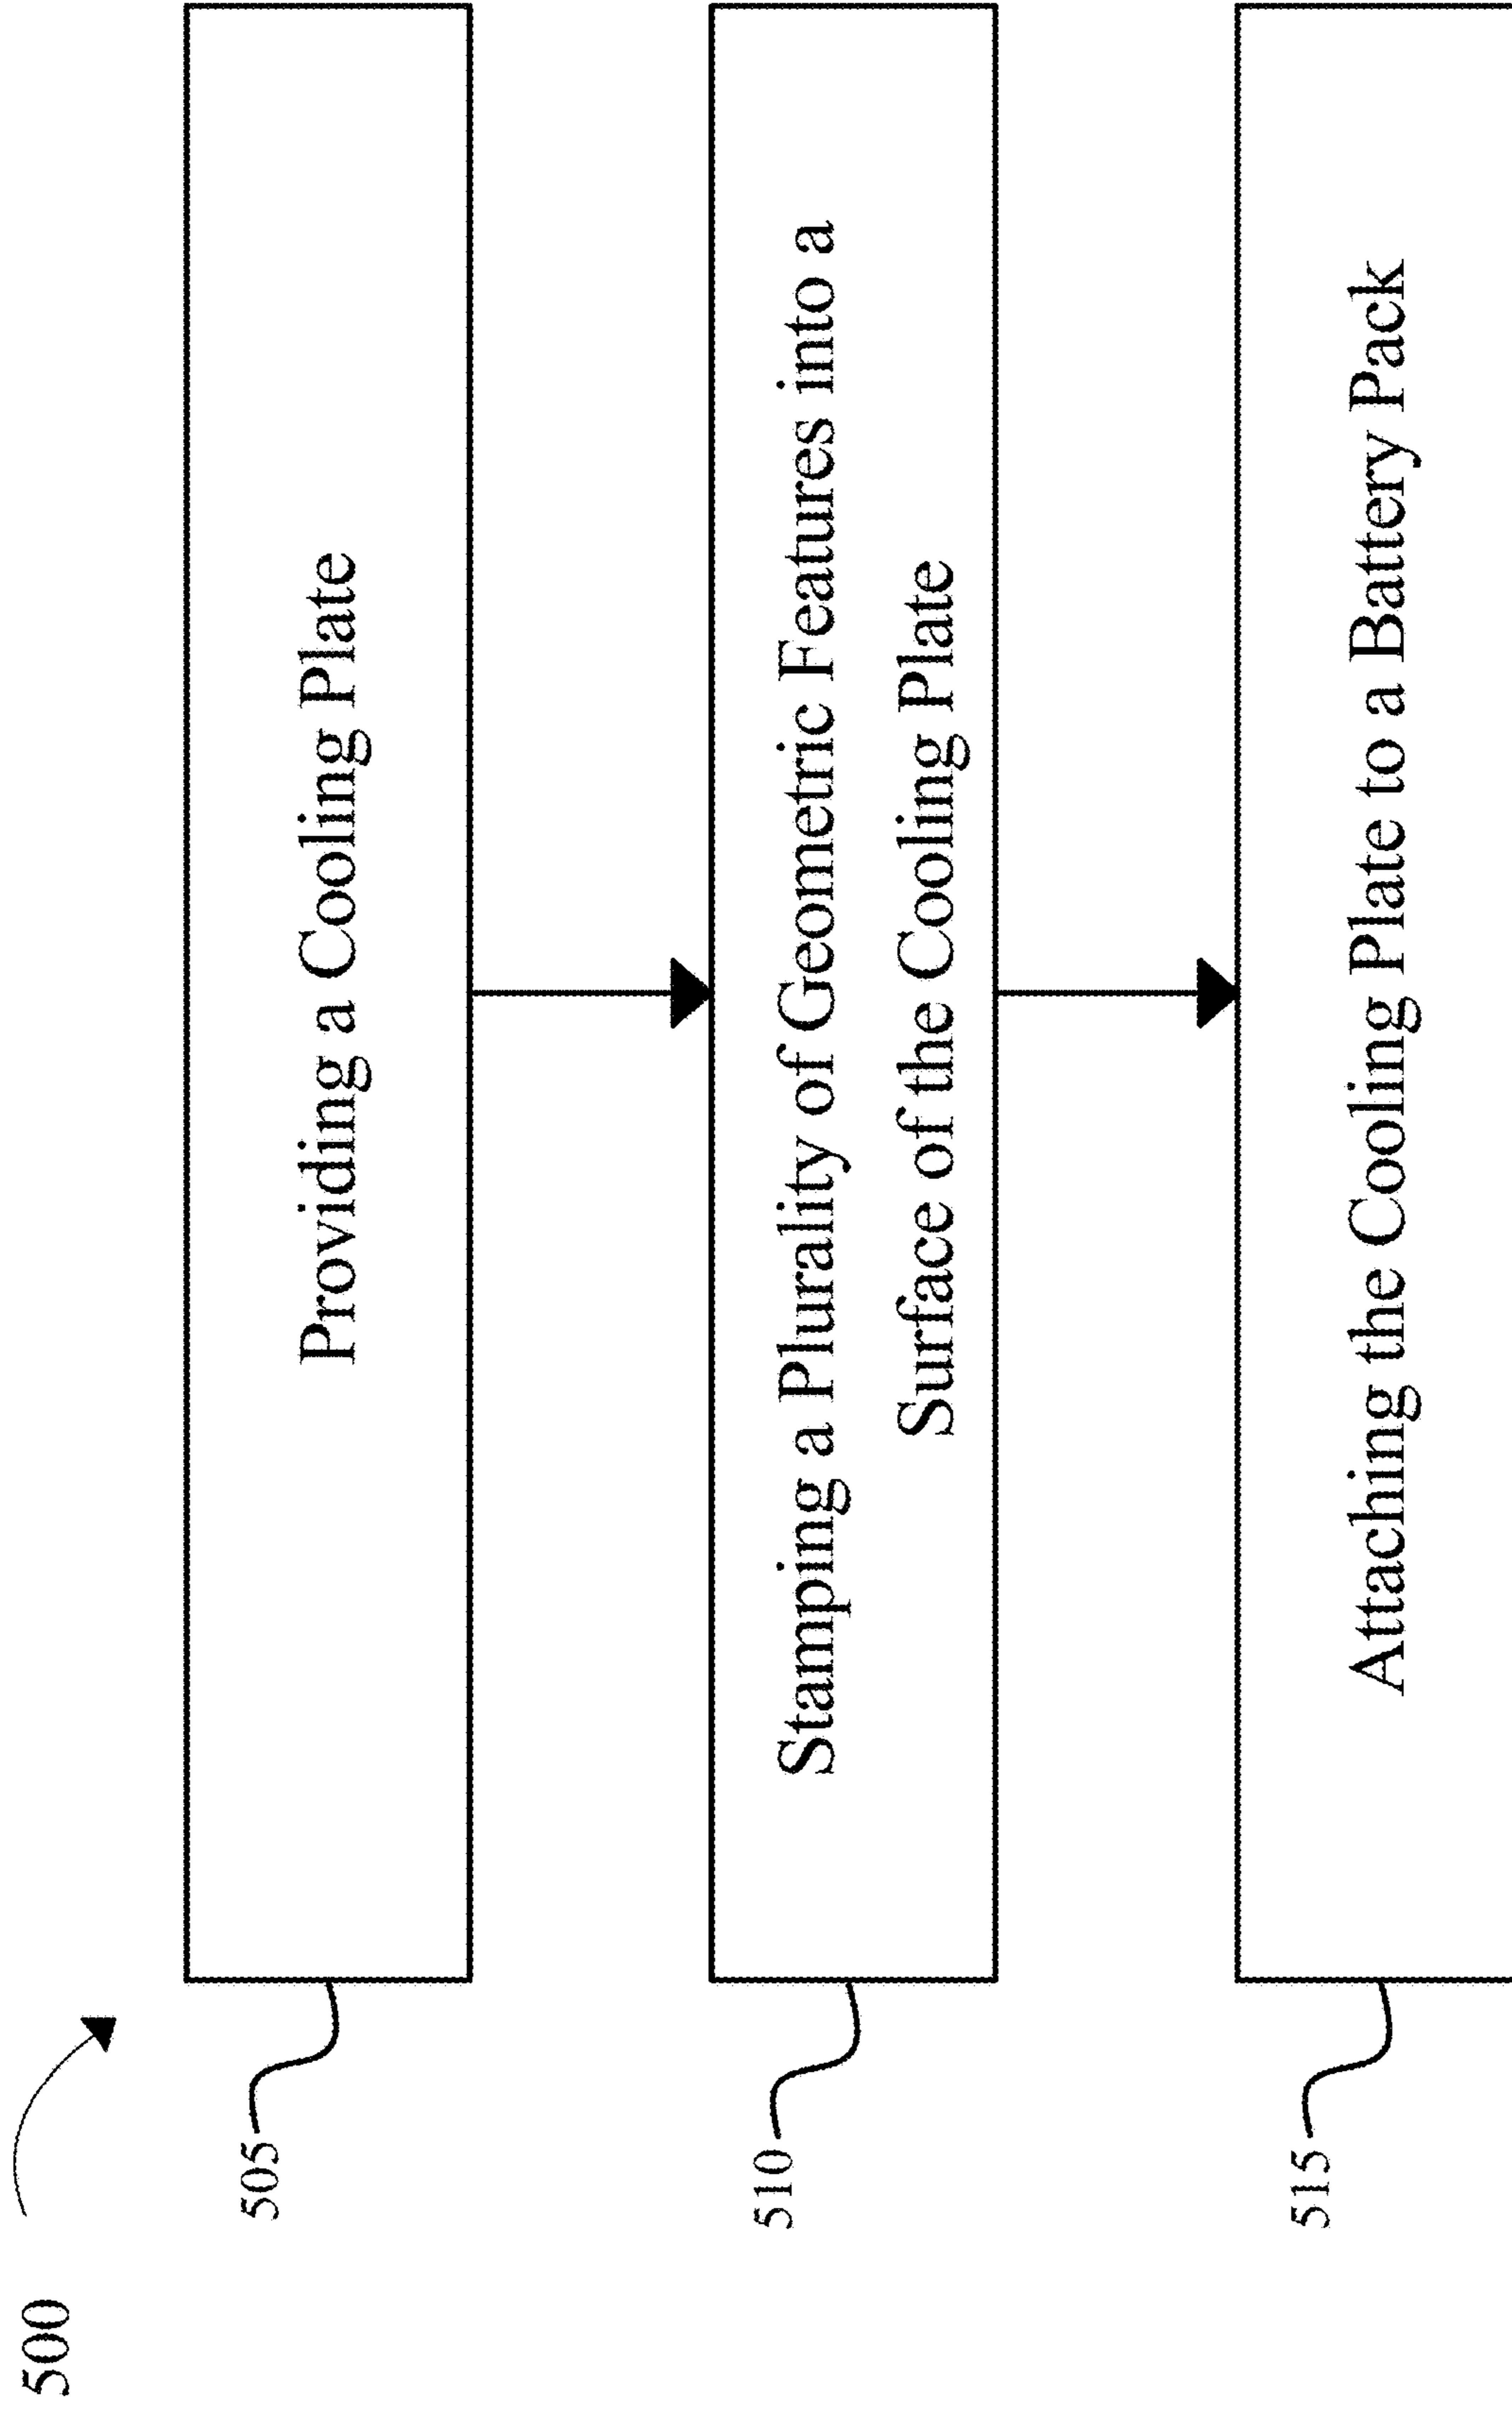 500
505
Providing a Cooling Plate
510
Stamping a Plurality of Geometric Features into a
Surface of the Cooling Plate
515
Attaching the Cooling Plate to a Battery Pack